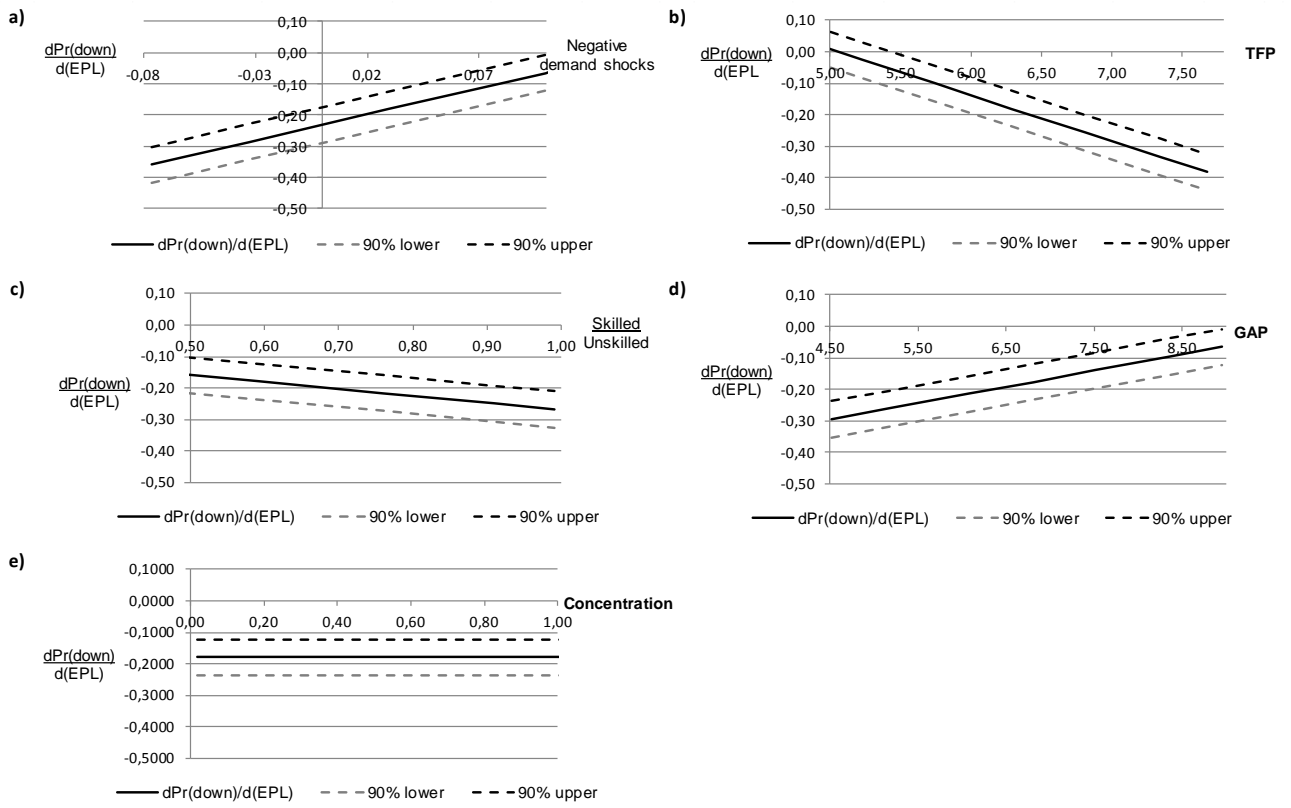 a)
0,10
0,00
-0,10
-0,20
-0,30
-0,40
-0,50
-0,08 -0,03 0,02 0,07
dPr(down)
d(EPL)
Negative
demand shocks
dPr(down)/d(EPL) 90% lower 90% upper
b)
0,10
0,00
-0,10
-0,20
-0,30
-0,40
-0,50
5,00 5,50 6,00 6,50 7,00 7,50
dPr(down)
d(EPL
TFP
dPr(down)/d(EPL) 90% lower 90% upper
c)
0,10
0,00
-0,10
-0,20
-0,30
-0,40
-0,50
0,50 0,60 0,70 0,80 0,90 1,00
dPr(down)
d(EPL)
Skilled
Unskilled
dPr(down)/d(EPL) 90% lower 90% upper
d)
0,10
0,00
-0,10
-0,20
-0,30
-0,40
-0,50
4,50 5,50 6,50 7,50 8,50
dPr(down)
d(EPL)
GAP
dPr(down)/d(EPL) 90% lower 90% upper
e)
0,1000
0,0000
-0,1000
-0,2000
-0,3000
-0,4000
-0,5000
0,00 0,20 0,40 0,60 0,80 1,00
dPr(down)
d(EPL)
Concentration
dPr(down)/d(EPL) 90% lower 90% upper